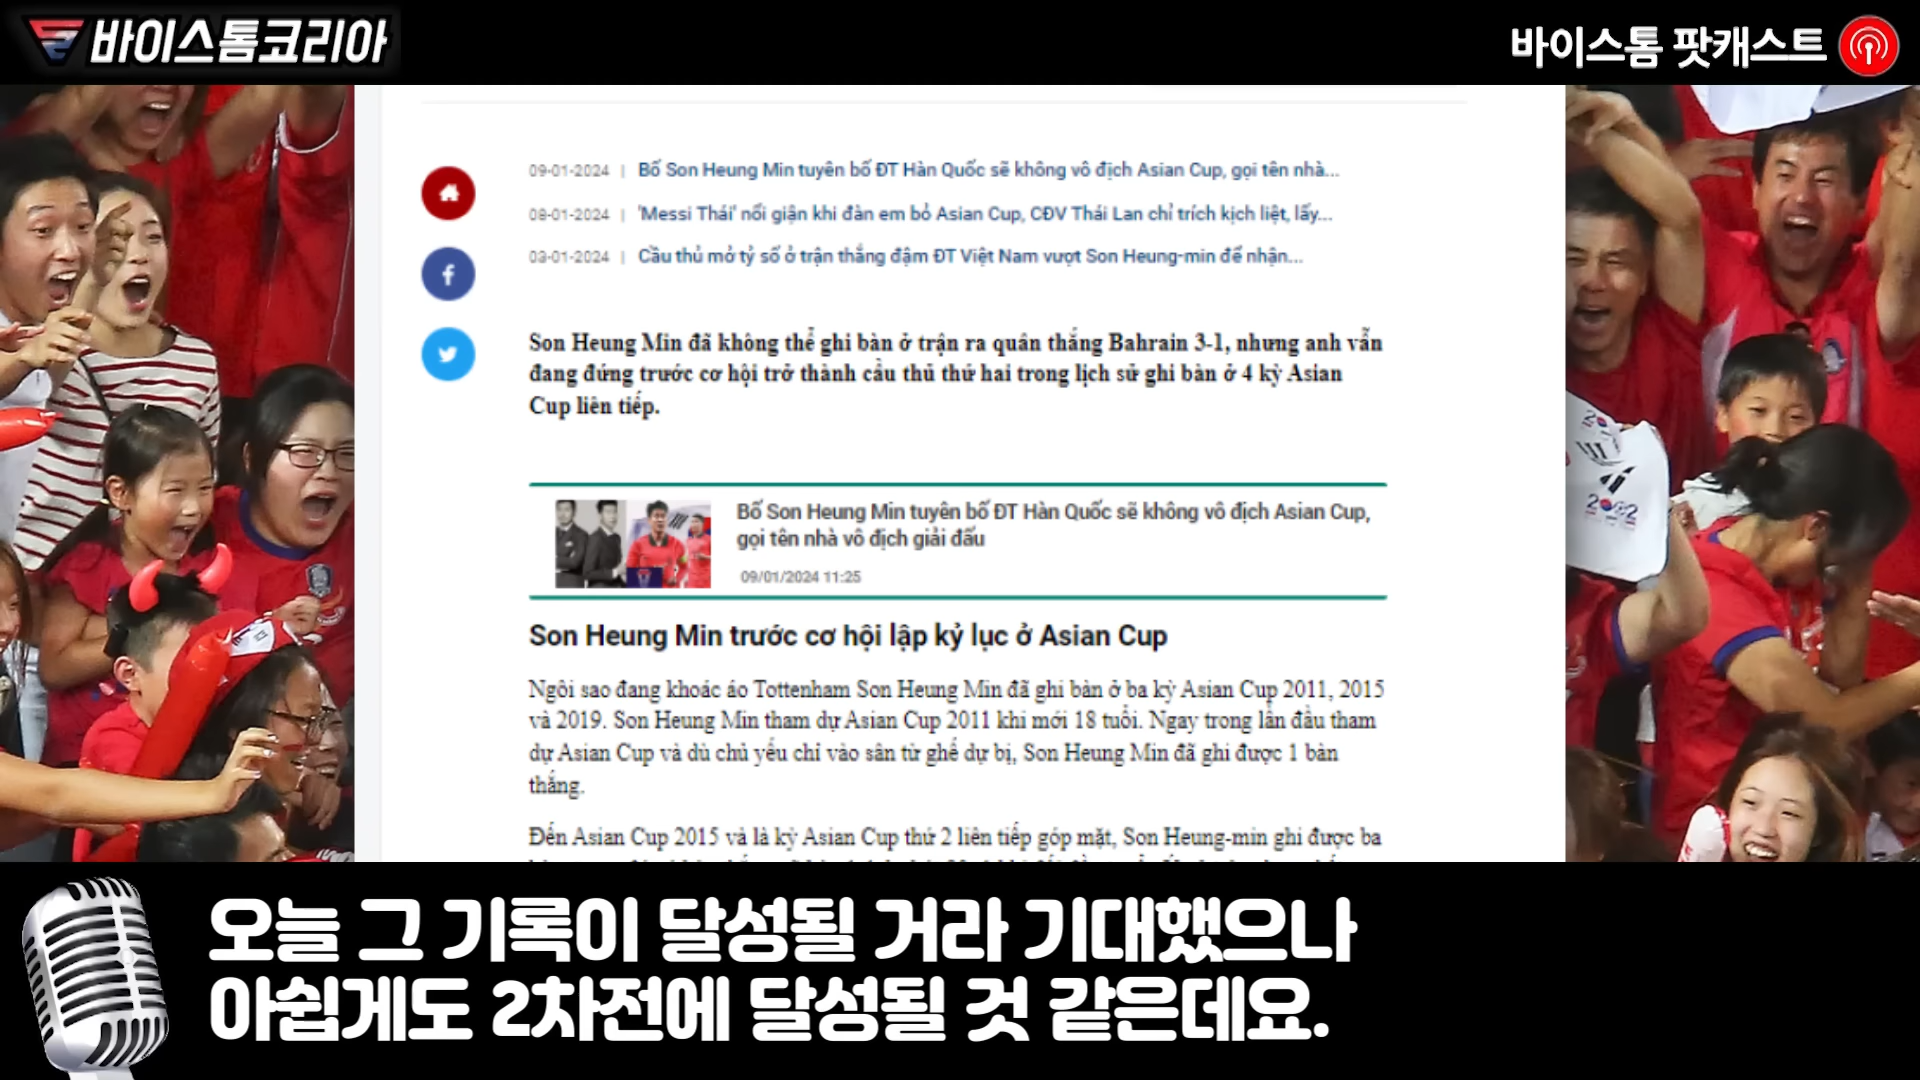 바이스톰코리아
바이스톰 팟캐스트
09-01-2024 | Bố Son Heung Min tuyên bố ĐT Hàn Quốc sẽ không vô địch Asian Cup, gọi tên nhà...
08-01-2024 | 'Messi Thái' nổi giận khi đàn em bỏ Asian Cup, CĐV Thái Lan chỉ trích kịch liệt, lấy...
03-01-2024 | Cầu thủ mở tỷ số ở trận thắng đậm ĐT Việt Nam vượt Son Heung-min để nhận...
Son Heung Min đã không thể ghi bàn ở trận ra quân thắng Bahrain 3-1, nhưng anh vẫn
đang đứng trước cơ hội trở thành cầu thủ thứ hai trong lịch sử ghi bàn ở 4 kỳ Asian
Cup liên tiếp.
Bố Son Heung Min tuyên bố ĐT Hàn Quốc sẽ không vô địch Asian Cup,
gọi tên nhà vô địch giải đấu
09/01/2024 11:25
Son Heung Min trước cơ hội lập kỷ lục ở Asian Cup
Ngôi sao đang khoác áo Tottenham Son Heung Min đã ghi bàn ở ba kỳ Asian Cup 2011, 2015
và 2019. Son Heung Min tham dự Asian Cup 2011 khi mới 18 tuổi. Ngay trong lần đầu tham
dự Asian Cup và dù chủ yếu chỉ vào sân từ ghế dự bị, Son Heung Min đã ghi được 1 bàn
thắng.
Đến Asian Cup 2015 và là kỳ Asian Cup thứ 2 liên tiếp góp mặt, Son Heung-min ghi được ba
2002
오늘 그 기록이 달성될 거라 기대했으나
아쉽게도 2차전에 달성될 것 같은데요.